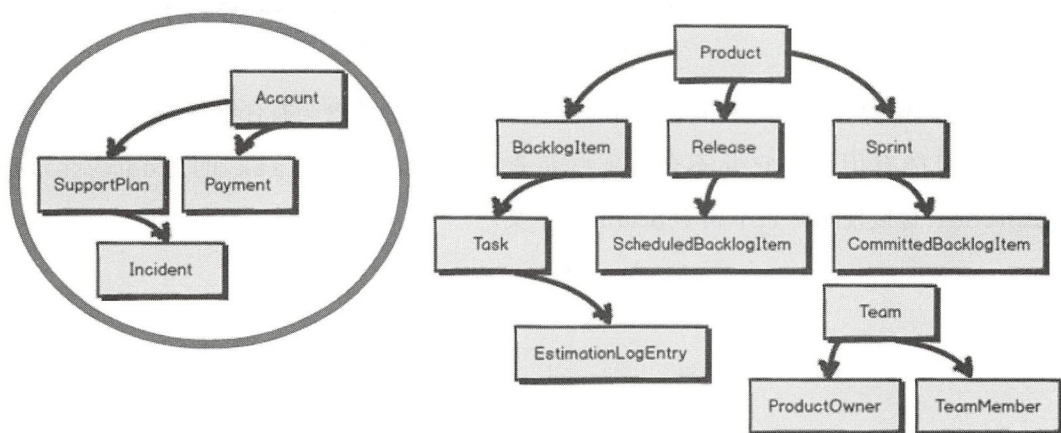 Product
Account
BacklogItem
Release
Sprint
SupportPlan
Payment
Task
ScheduledBacklogItem
CommittedBacklogItem
Incident
Team
EstimationLogEntry
ProductOwner
TeamMember